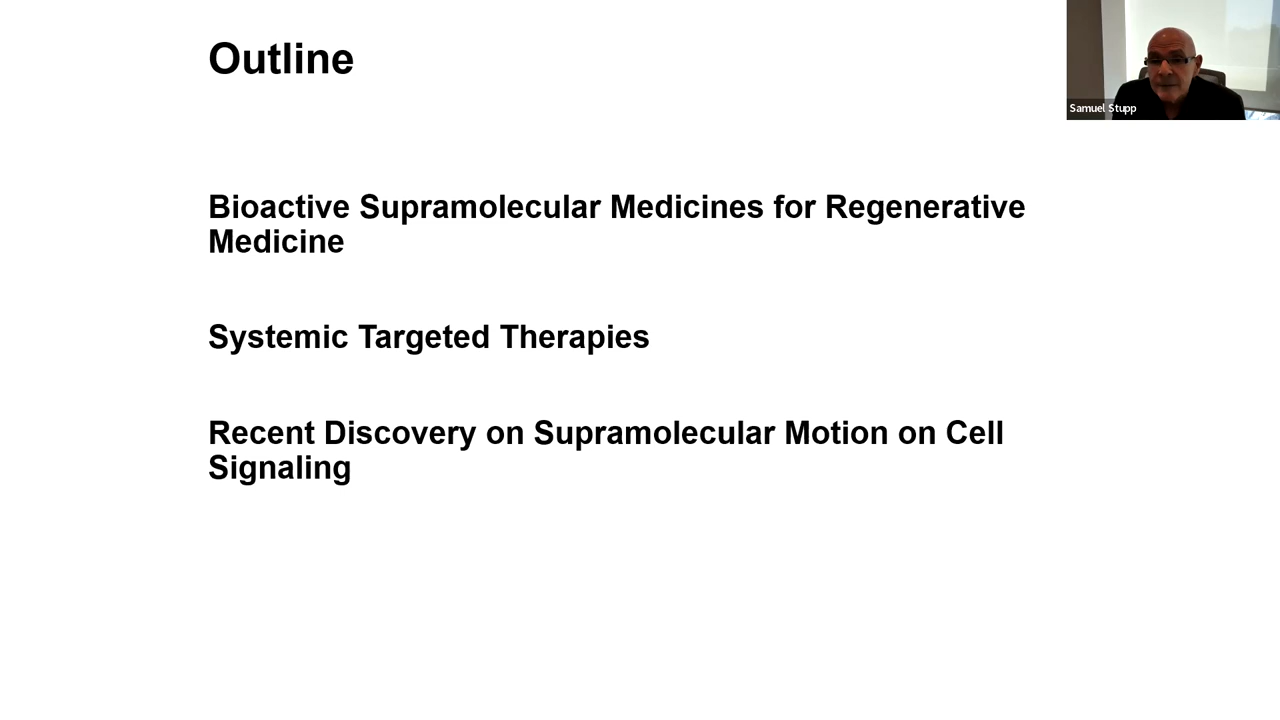 Outline
Samuel Stupp
Bioactive Supramolecular Medicines for Regenerative
Medicine
Systemic Targeted Therapies
Recent Discovery on Supramolecular Motion on Cell
Signaling